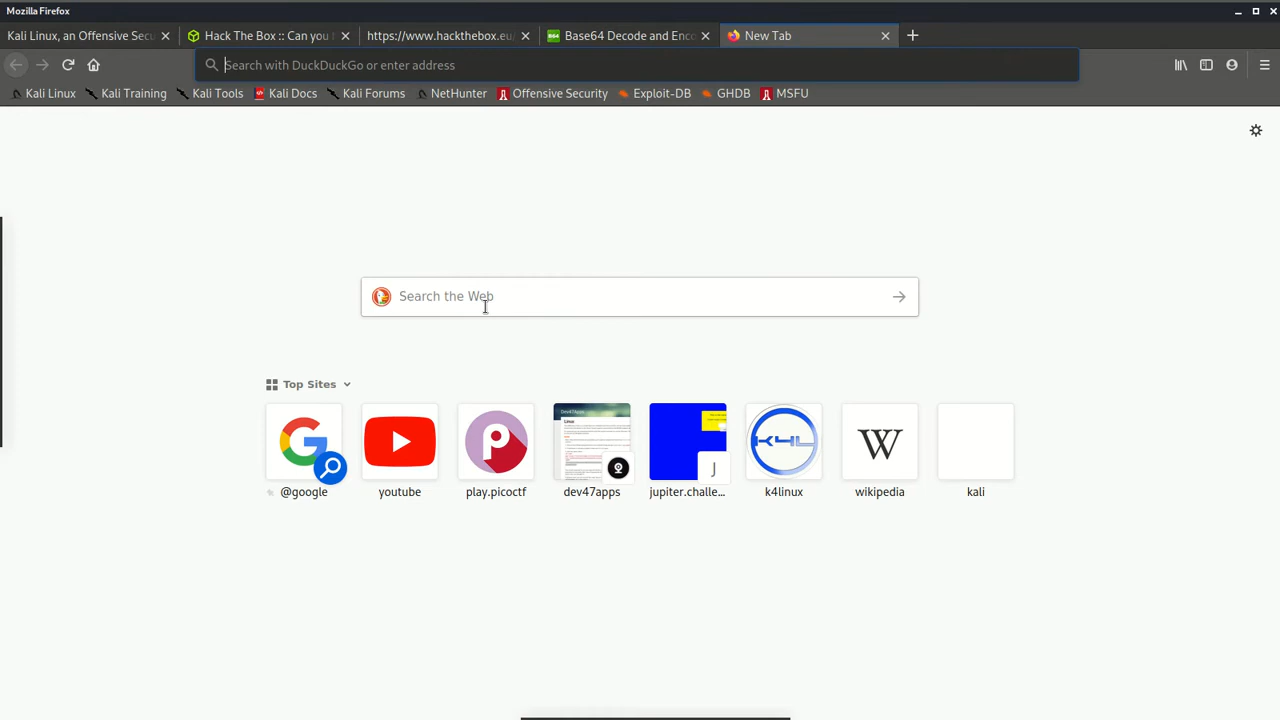 Mozilla Firefox
Kali Linux, an Offensive Secu
Hack The Box :: Can you h
https://www.hackthebox.eu/
Base64 Decode and Enco
New Tab
Search with DuckDuckGo or enter address
Kali Linux
Kali Training
Kali Tools
Kali Docs
Kali Forums
NetHunter
Offensive Security
Exploit-DB
GHDB
MSFU
Search the Web
Top Sites
@google
youtube
play.picoctf
dev47apps
jupiter.challe...
k4linux
wikipedia
kali